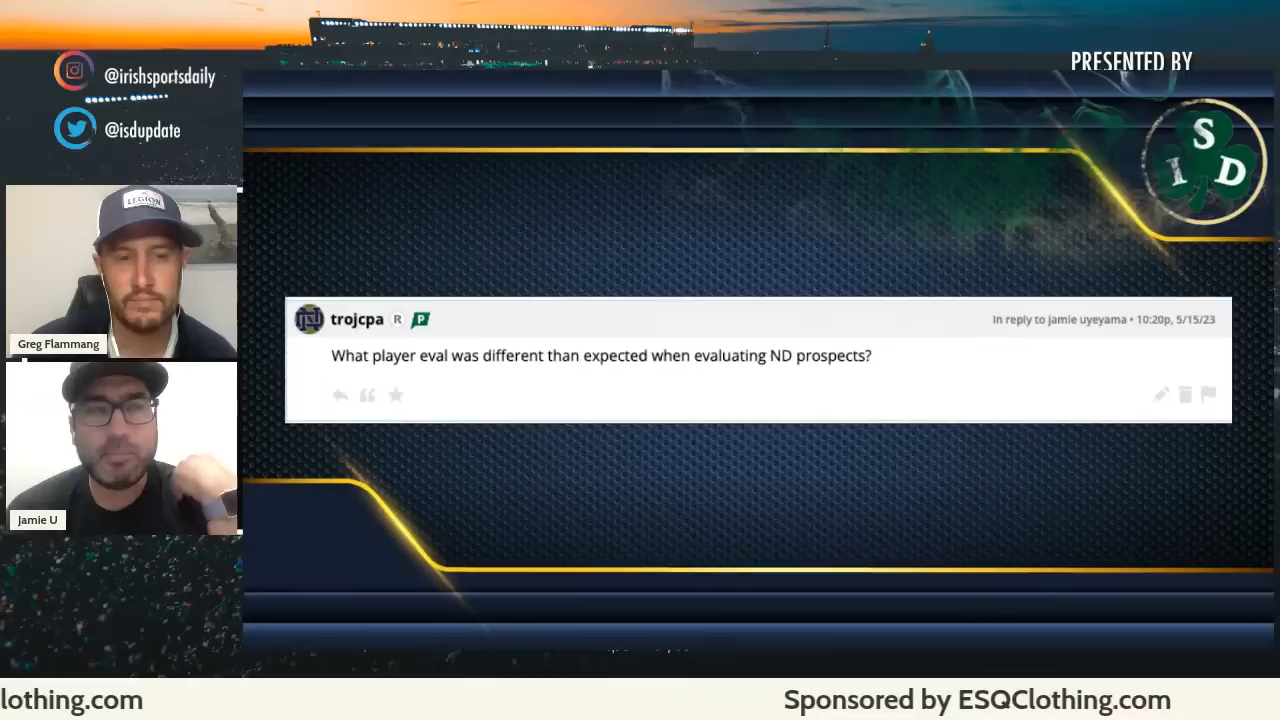 @irishsportsdaily
@isdupdate
PRESENTED BY
I S D
LEGION
Greg Flammang
Jamie U
trojcpa R P
In reply to jamie uyeyama • 10:20p, 5/15/23
What player eval was different than expected when evaluating ND prospects?
lothing.com
Sponsored by ESQClothing.com